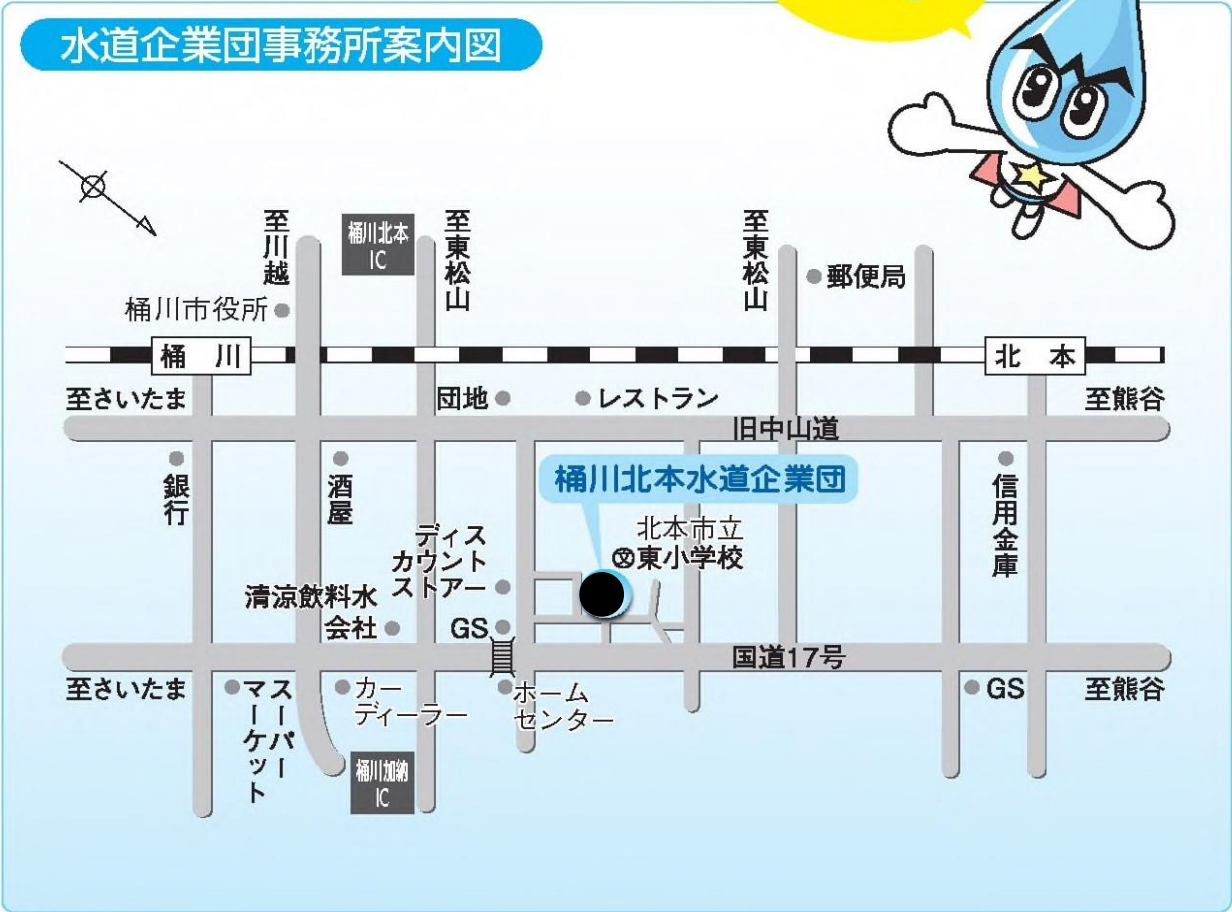 水道企業団事務所案内図
至川越
桶川北本
IC
至東松山
至東松山
郵便局
桶川市役所
桶川
北本
至さいたま
団地
レストラン
至熊谷
旧中山道
銀行
酒屋
桶川北本水道企業団
信用金庫
北本市立
東小学校
ディス
カウント
ストアー
清涼飲料水
会社
GS
国道17号
至さいたま
スーパー
マーケット
カー
ディーラー
ホーム
センター
GS
至熊谷
桶川加納
IC